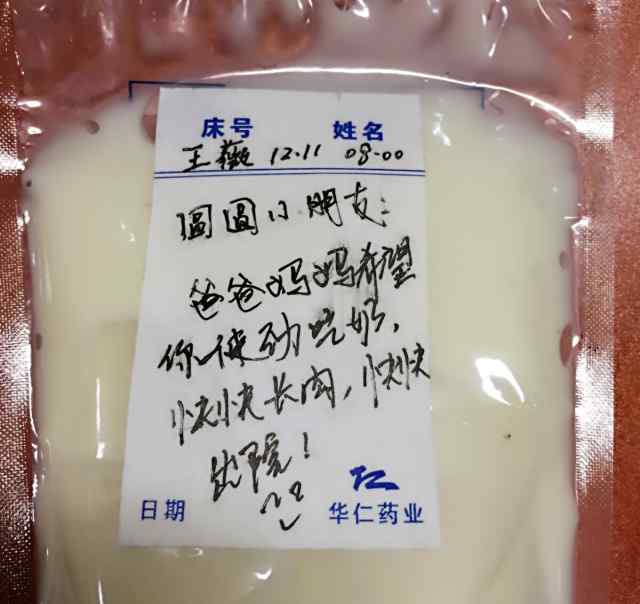 床号 姓名
王薇 12.11 08:00
圆圆小朋友:
爸爸妈妈希望
你使劲吃奶,
快快长肉,快快
出院!
日期 华仁药业